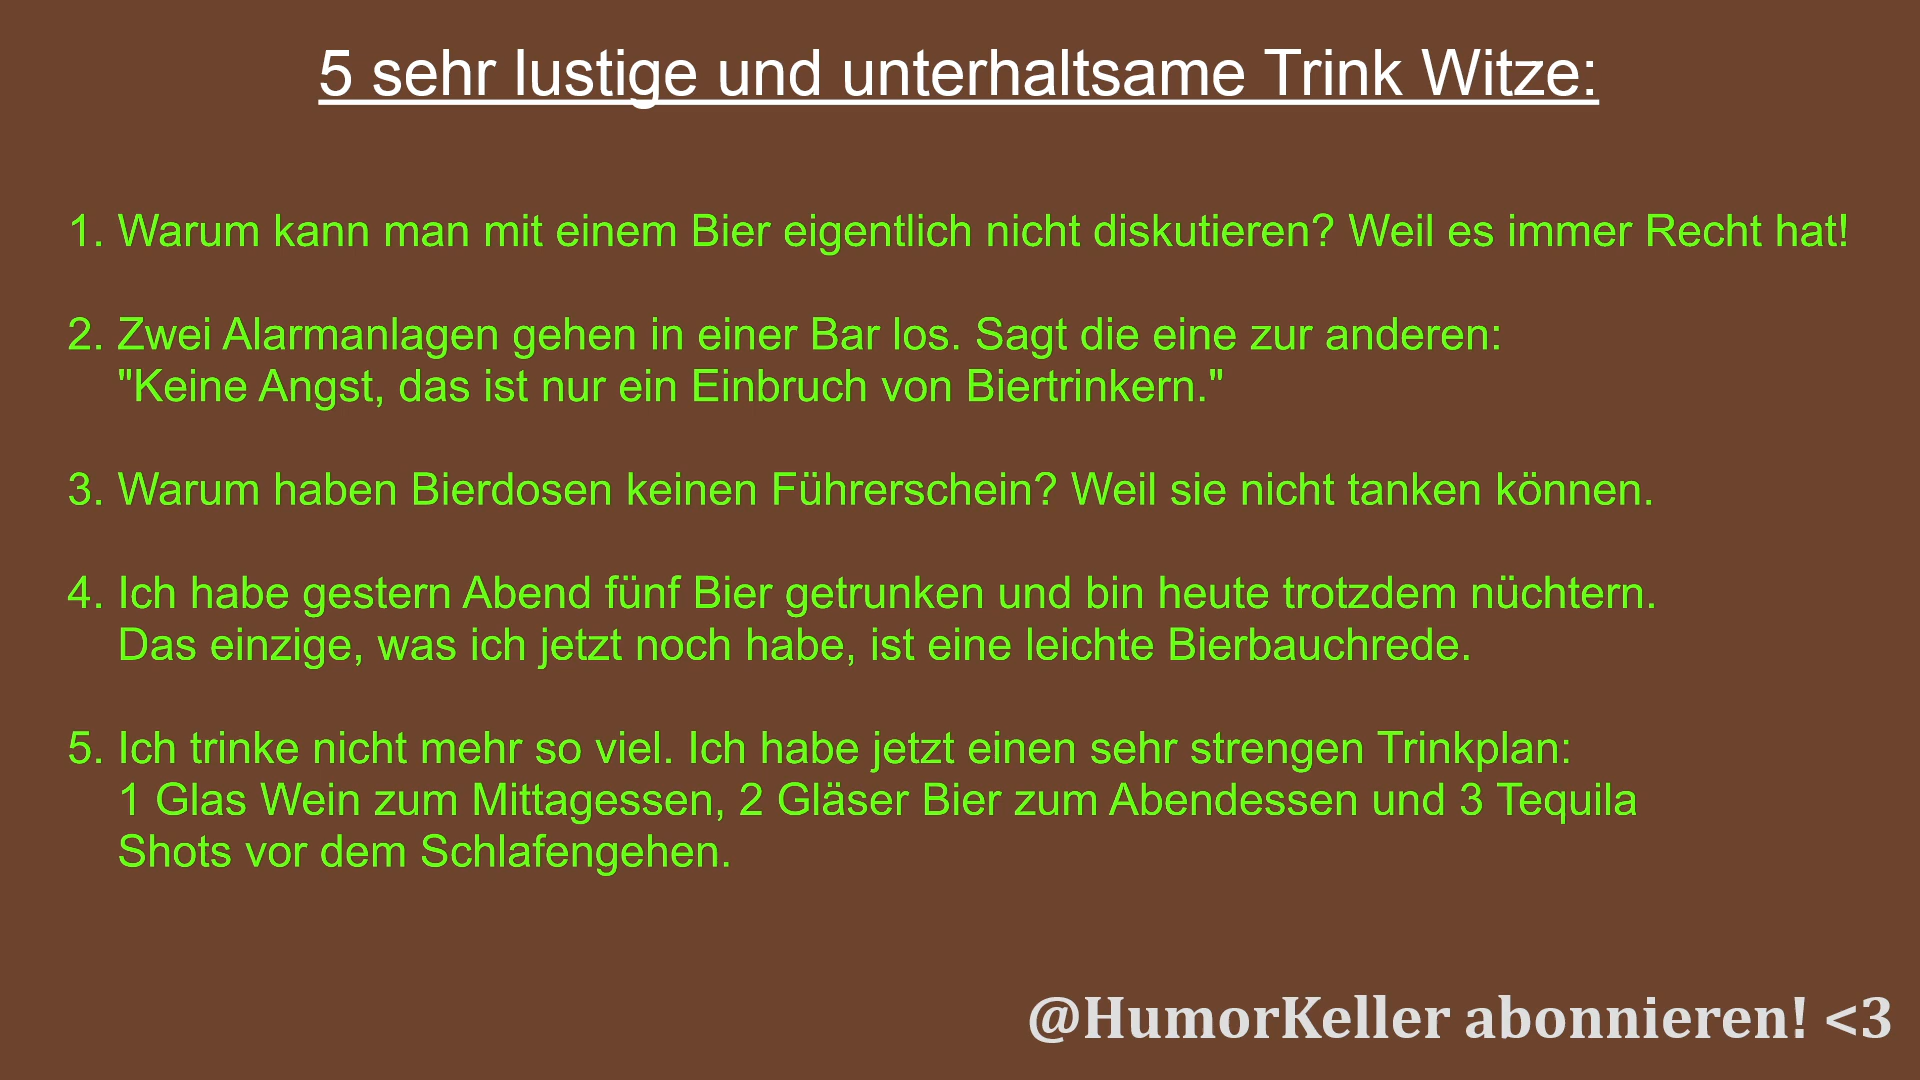 5 sehr lustige und unterhaltsame Trink Witze:
1. Warum kann man mit einem Bier eigentlich nicht diskutieren? Weil es immer Recht hat!
2. Zwei Alarmanlagen gehen in einer Bar los. Sagt die eine zur anderen:
"Keine Angst, das ist nur ein Einbruch von Biertrinkern."
3. Warum haben Bierdosen keinen Führerschein? Weil sie nicht tanken können.
4. Ich habe gestern Abend fünf Bier getrunken und bin heute trotzdem nüchtern.
Das einzige, was ich jetzt noch habe, ist eine leichte Bierbauchrede.
5. Ich trinke nicht mehr so viel. Ich habe jetzt einen sehr strengen Trinkplan:
1 Glas Wein zum Mittagessen, 2 Gläser Bier zum Abendessen und 3 Tequila
Shots vor dem Schlafengehen.
@HumorKeller abonnieren! <3